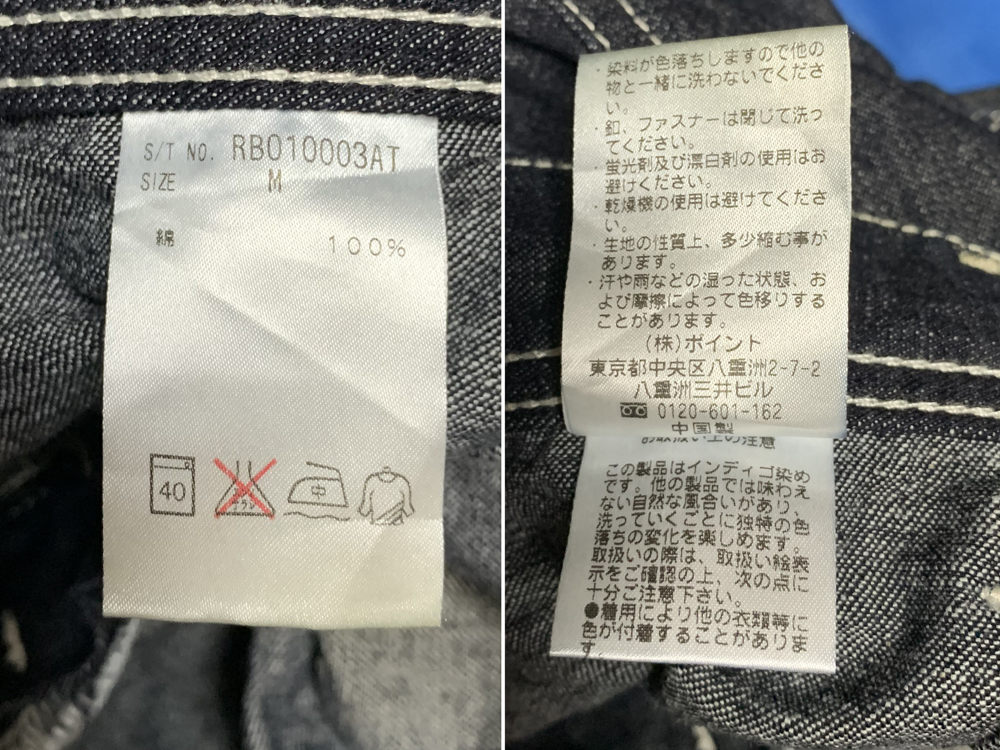 S/T NO. RBO10003AT
SIZE M
綿 100%
40
中
・染料が色落ちしますので他の
物と一緒に洗わないでくださ
い。
・釦、ファスナーは閉じて洗っ
てください。
・蛍光剤及び漂白剤の使用はお
避けください。
・乾燥機の使用は避けてくださ
い。
・生地の性質上、多少縮む事が
あります。
・汗や雨などの湿った状態、お
よび摩擦によって色移りする
ことがあります。
(株)ポイント
東京都中央区八重洲2-7-2
八重洲三井ビル
0120-601-162
中国製
お取扱い上の注意
この製品はインディゴ染め
です。他の製品では味わえ
ない自然な風合いがあり、
洗っていくごとに独特の色
落ちの変化を楽しめます。
取扱いの際は、取扱い絵表
示をご確認の上、次の点に
十分ご注意下さい。
●着用により他の衣類等に
色が付着することがありま
す。